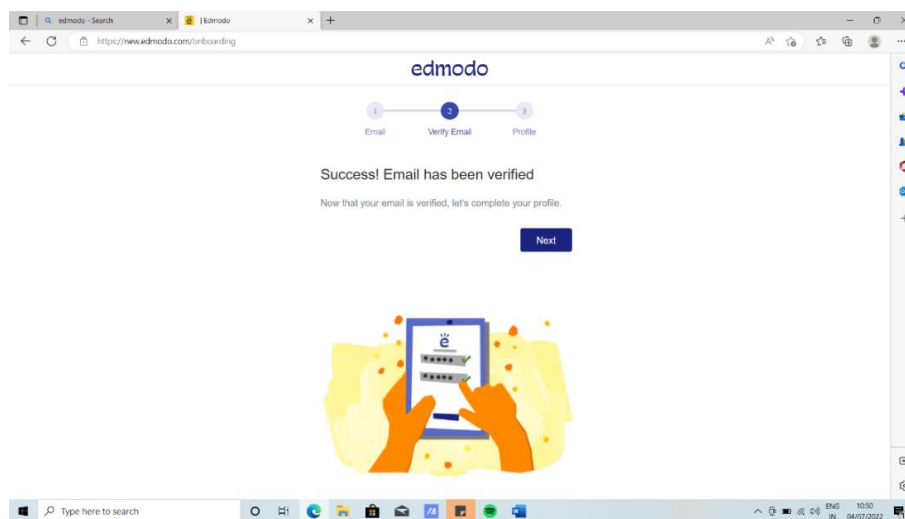 edmodo - Search
| Edmodo
https://new.edmodo.com/onboarding
edmodo
1
2
3
Email
Verify Email
Profile
Success! Email has been verified
Now that your email is verified, let's complete your profile.
Next
ë
Type here to search
ENG
IN
10:50
04/07/2022